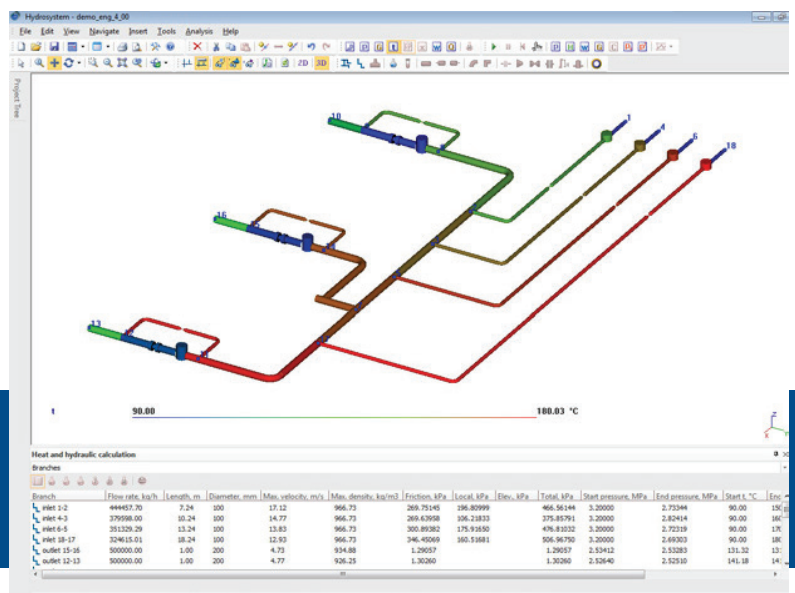 Hydrosystem - demo_eng_4_00
File Edit View Navigate Insert Tools Analysis Help
2D 3D
Project Tree
10 1 4 6 18
16
15
13
t 90.00 180.03 °C
Z
X
Heat and hydraulic calculation
Branches
Branch Flow rate, kg/h Length, m Diameter, mm Max. velocity, m/s Max. density, kg/m3 Friction, kPa Local, kPa Elev., kPa Total, kPa Start pressure, MPa End pressure, MPa Start t, °C Enc
inlet 1-2 444457.70 7.24 100 17.12 966.73 269.75145 196.80999 466.56144 3.20000 2.73344 90.00 150
inlet 4-3 379598.00 10.24 100 14.77 966.73 269.63958 106.21833 375.85791 3.20000 2.82414 90.00 160
inlet 6-5 351329.29 13.24 100 13.83 966.73 300.89382 175.91650 476.81032 3.20000 2.72319 90.00 170
inlet 18-17 324615.01 18.24 100 12.93 966.73 346.45069 160.51681 506.96750 3.20000 2.69303 90.00 180
outlet 15-16 500000.00 1.00 200 4.73 934.88 1.29057 1.29057 2.53412 2.53283 131.32 13:
outlet 12-13 500000.00 1.00 200 4.77 926.25 1.30260 1.30260 2.52640 2.52510 141.18 14: